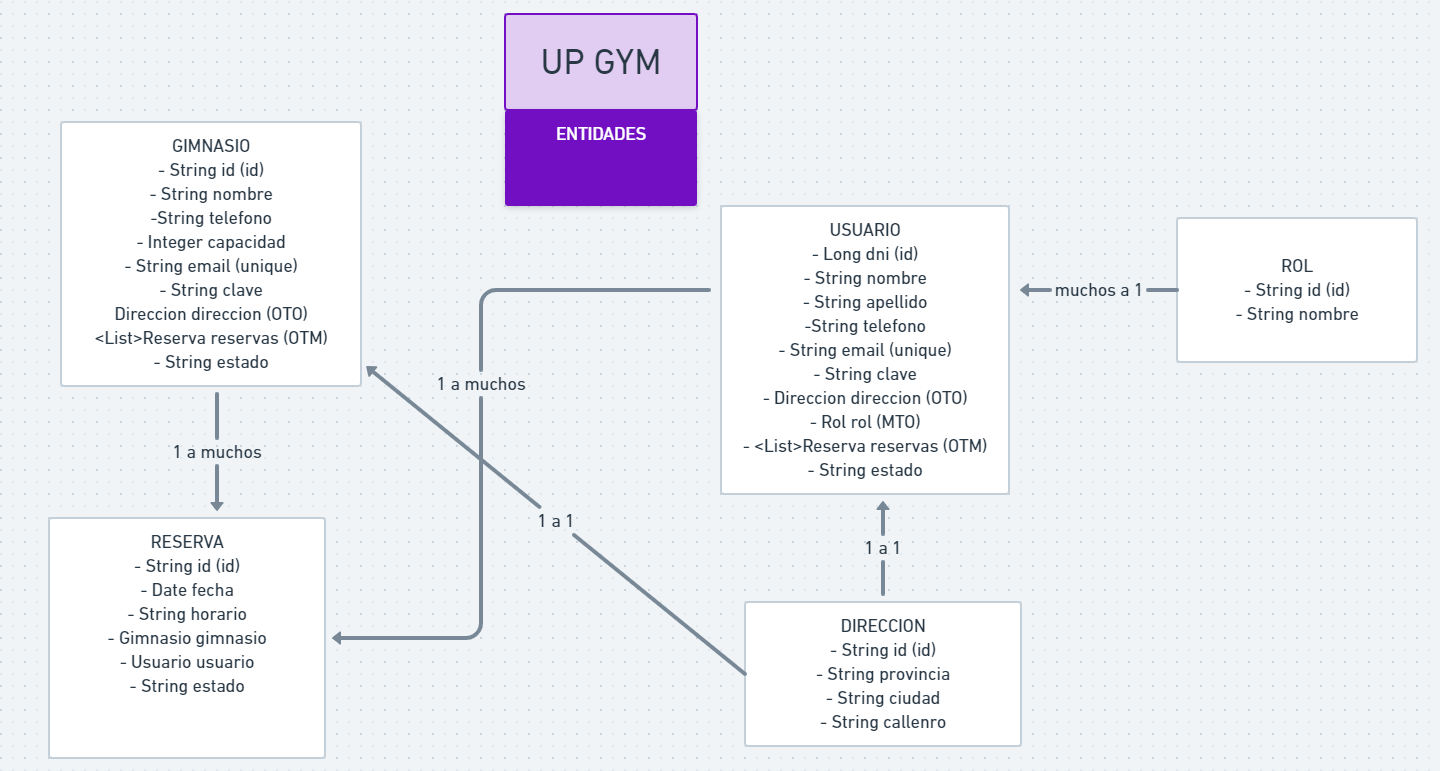 UP GYM
ENTIDADES
GIMNASIO
- String id (id)
- String nombre
-String telefono
- Integer capacidad
- String email (unique)
- String clave
Direccion direccion (OTO)
<List>Reserva reservas (OTM)
- String estado
USUARIO
- Long dni (id)
- String nombre
- String apellido
-String telefono
- String email (unique)
- String clave
- Direccion direccion (OTO)
- Rol rol (MTO)
- <List>Reserva reservas (OTM)
- String estado
muchos a 1
ROL
- String id (id)
- String nombre
1 a muchos
1 a muchos
1 a 1
1 a 1
RESERVA
- String id (id)
- Date fecha
- String horario
- Gimnasio gimnasio
- Usuario usuario
- String estado
DIRECCION
- String id (id)
- String provincia
- String ciudad
- String callenro